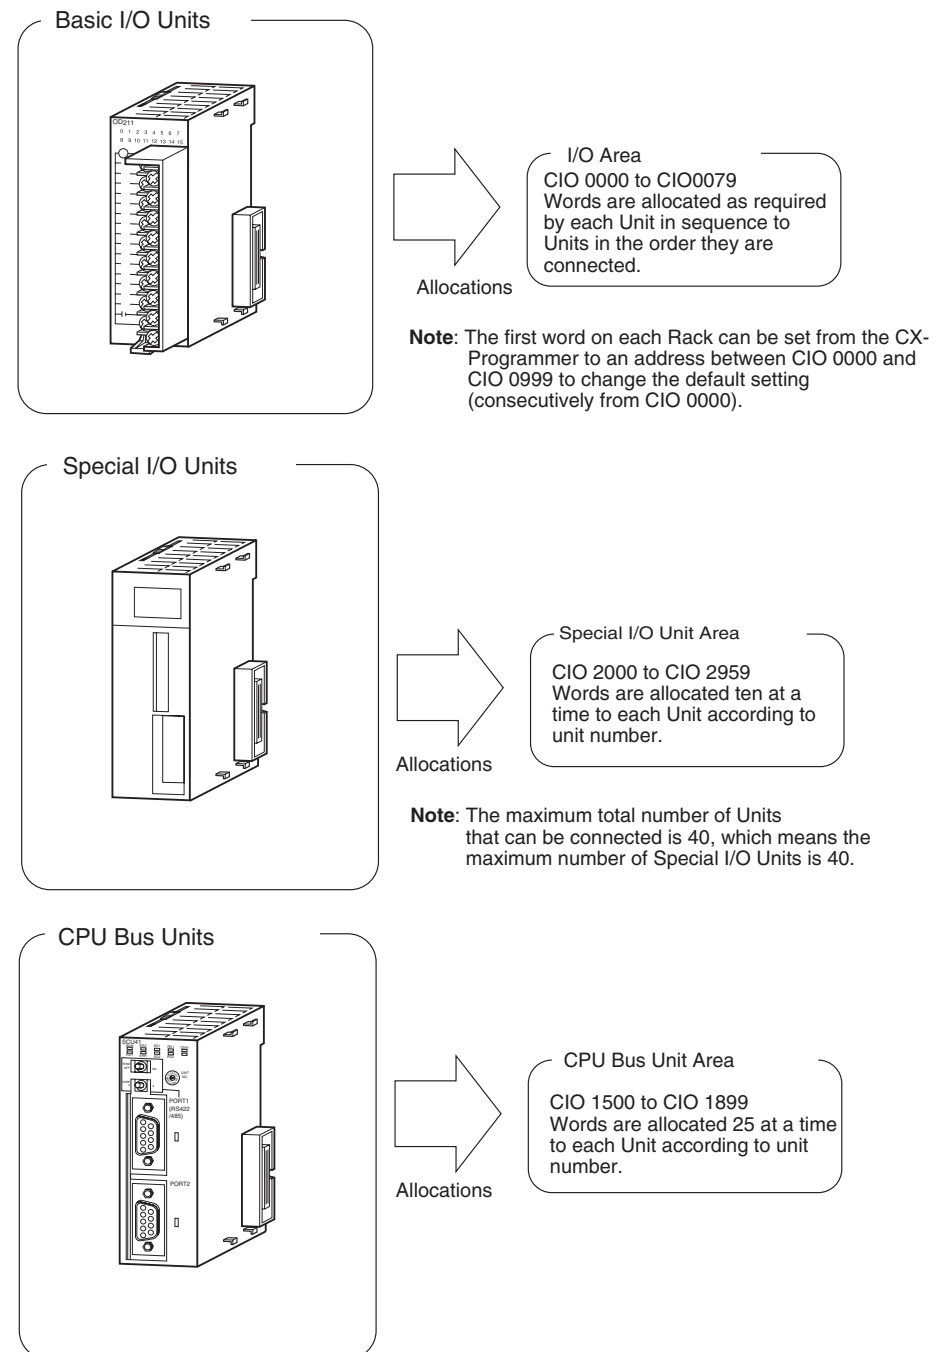 Basic I/O Units
OD211
0 1 2 3 4 5 6 7
8 9 10 11 12 13 14 15
Allocations
I/O Area
CIO 0000 to CIO0079
Words are allocated as required
by each Unit in sequence to
Units in the order they are
connected.
Note: The first word on each Rack can be set from the CX-
Programmer to an address between CIO 0000 and
CIO 0999 to change the default setting
(consecutively from CIO 0000).
Special I/O Units
Allocations
Special I/O Unit Area
CIO 2000 to CIO 2959
Words are allocated ten at a
time to each Unit according to
unit number.
Note: The maximum total number of Units
that can be connected is 40, which means the
maximum number of Special I/O Units is 40.
CPU Bus Units
SCU41
UNIT
NO.
PORT1
(RS422
/485)
PORT2
Allocations
CPU Bus Unit Area
CIO 1500 to CIO 1899
Words are allocated 25 at a time
to each Unit according to unit
number.